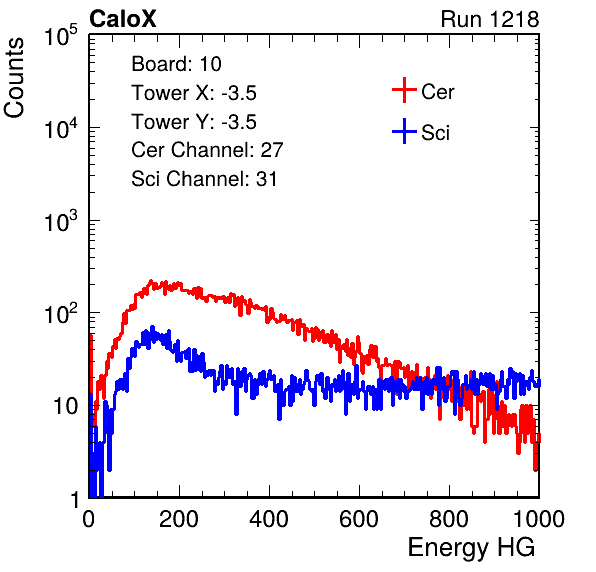 CaloX Run 1218
Counts
10^5
10^4
10^3
10^2
10
1
Board: 10
Tower X: -3.5
Tower Y: -3.5
Cer Channel: 27
Sci Channel: 31
Cer
Sci
0 200 400 600 800 1000
Energy HG